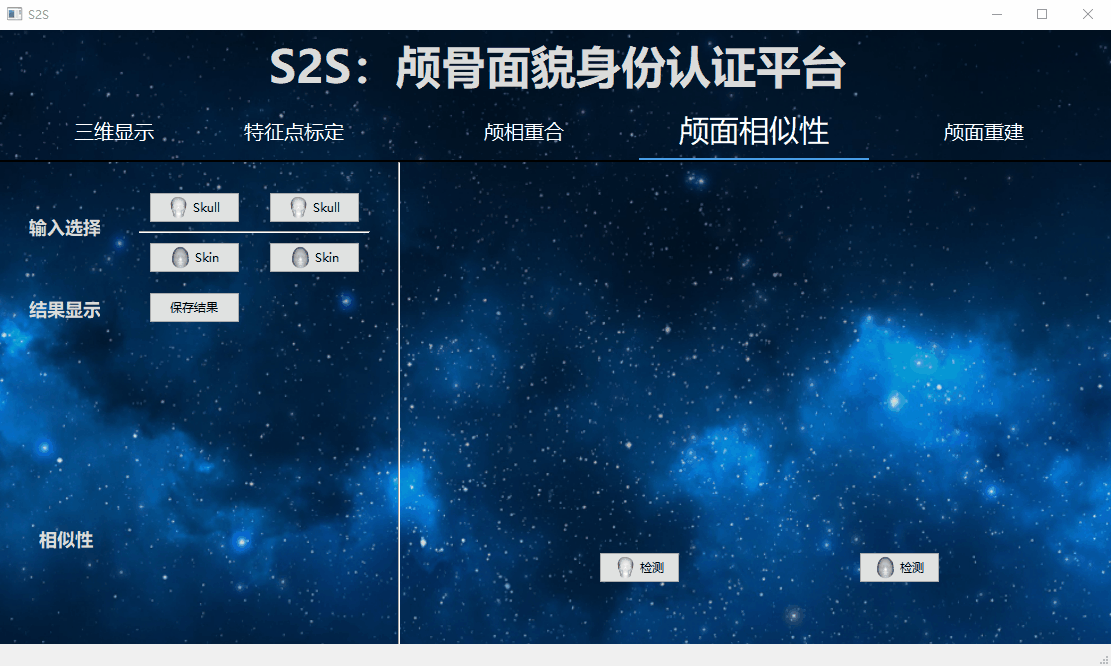 S2S
S2S：颅骨面貌身份认证平台
三维显示 特征点标定 颅相重合 颅面相似性 颅面重建
输入选择
Skull Skull
Skin Skin
结果显示 保存结果
相似性
检测 检测